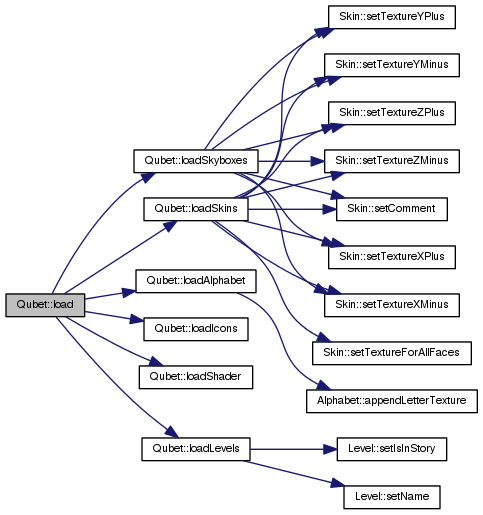 Skin::setTextureYPlus
Skin::setTextureYMinus
Skin::setTextureZPlus
Qubet::loadSkyboxes
Skin::setTextureZMinus
Qubet::loadSkins
Skin::setComment
Skin::setTextureXPlus
Qubet::loadAlphabet
Qubet::load
Skin::setTextureXMinus
Qubet::loadIcons
Skin::setTextureForAllFaces
Qubet::loadShader
Alphabet::appendLetterTexture
Qubet::loadLevels
Level::setIsInStory
Level::setName